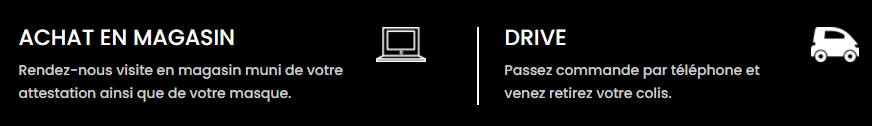 ACHAT EN MAGASIN
Rendez-nous visite en magasin muni de votre
attestation ainsi que de votre masque.
DRIVE
Passez commande par téléphone et
venez retirez votre colis.